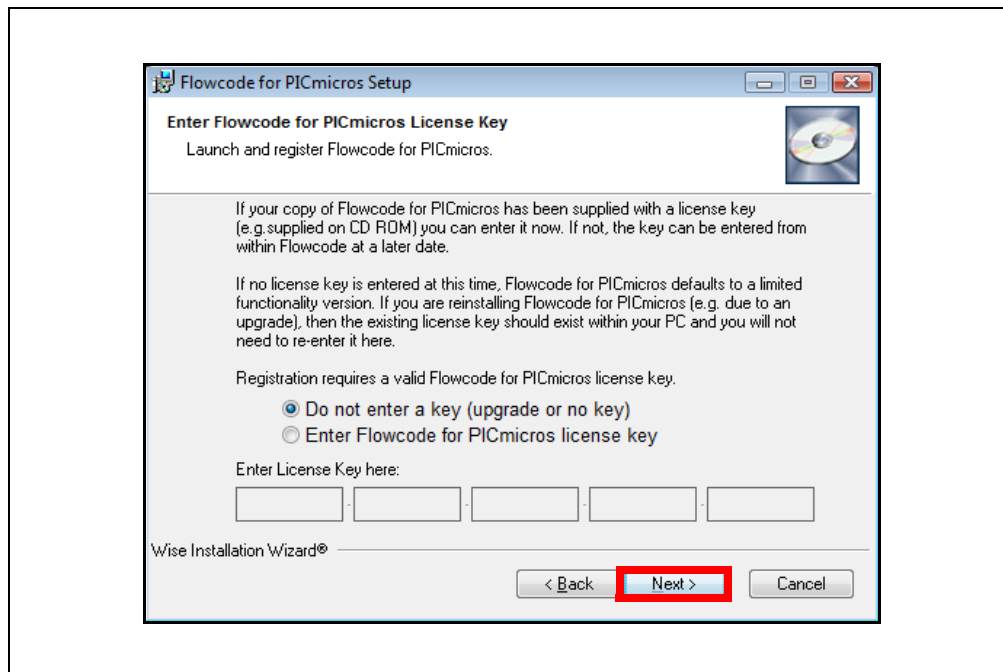 Flowcode for PICmicros Setup
Enter Flowcode for PICmicros License Key
Launch and register Flowcode for PICmicros.
If your copy of Flowcode for PICmicros has been supplied with a license key
(e.g.supplied on CD ROM) you can enter it now. If not, the key can be entered from
within Flowcode at a later date.
If no license key is entered at this time, Flowcode for PICmicros defaults to a limited
functionality version. If you are reinstalling Flowcode for PICmicros (e.g. due to an
upgrade), then the existing license key should exist within your PC and you will not
need to re-enter it here.
Registration requires a valid Flowcode for PICmicros license key.
Do not enter a key (upgrade or no key)
Enter Flowcode for PICmicros license key
Enter License Key here:
- - - -
Wise Installation Wizard®
< Back Next > Cancel